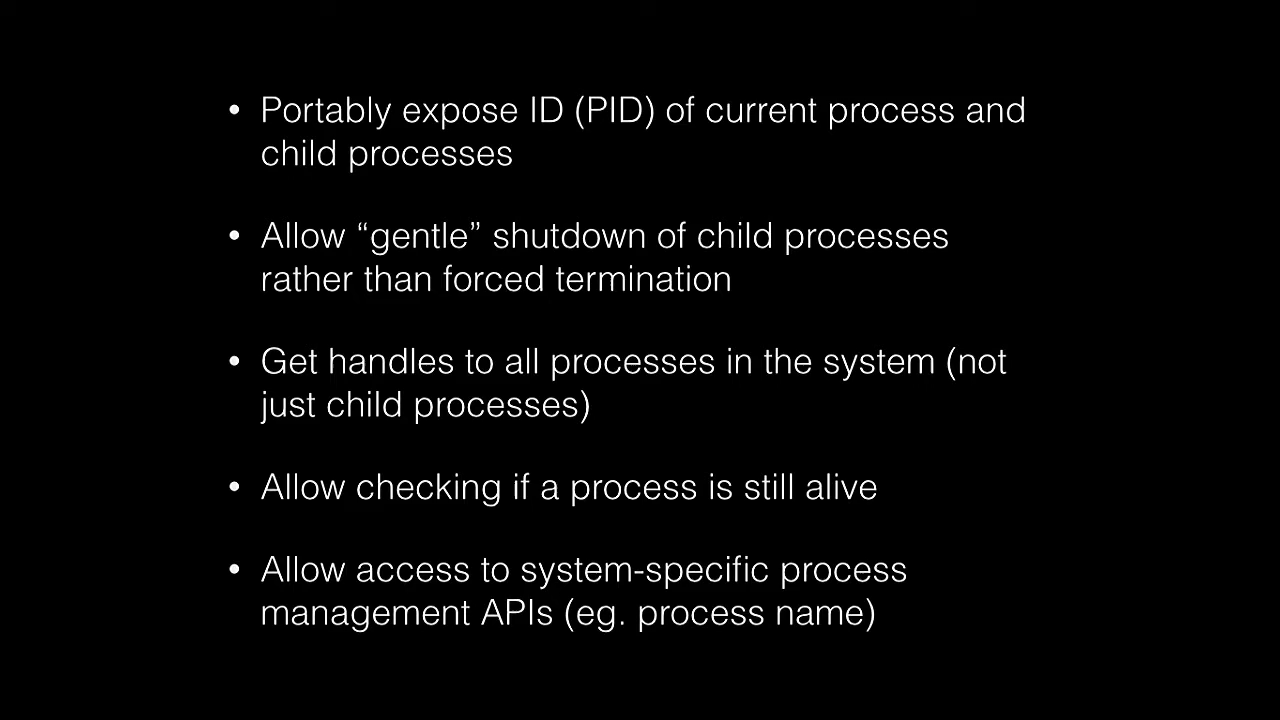 • Portably expose ID (PID) of current process and
child processes
• Allow “gentle” shutdown of child processes
rather than forced termination
• Get handles to all processes in the system (not
just child processes)
• Allow checking if a process is still alive
• Allow access to system-specific process
management APIs (eg. process name)